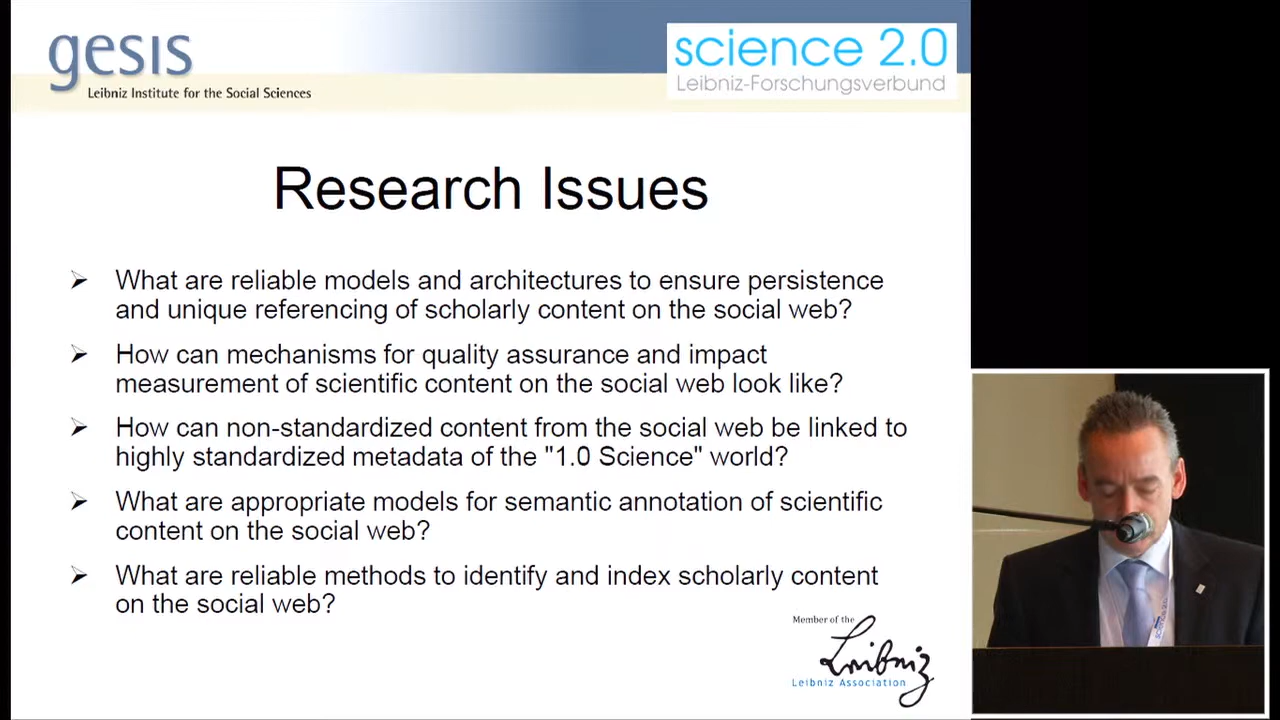 gesis
Leibniz Institute for the Social Sciences
science 2.0
Leibniz-Forschungsverbund
Research Issues
What are reliable models and architectures to ensure persistence
and unique referencing of scholarly content on the social web?
How can mechanisms for quality assurance and impact
measurement of scientific content on the social web look like?
How can non-standardized content from the social web be linked to
highly standardized metadata of the "1.0 Science" world?
What are appropriate models for semantic annotation of scientific
content on the social web?
What are reliable methods to identify and index scholarly content
on the social web?
Member of the
Leibniz
Leibniz Association